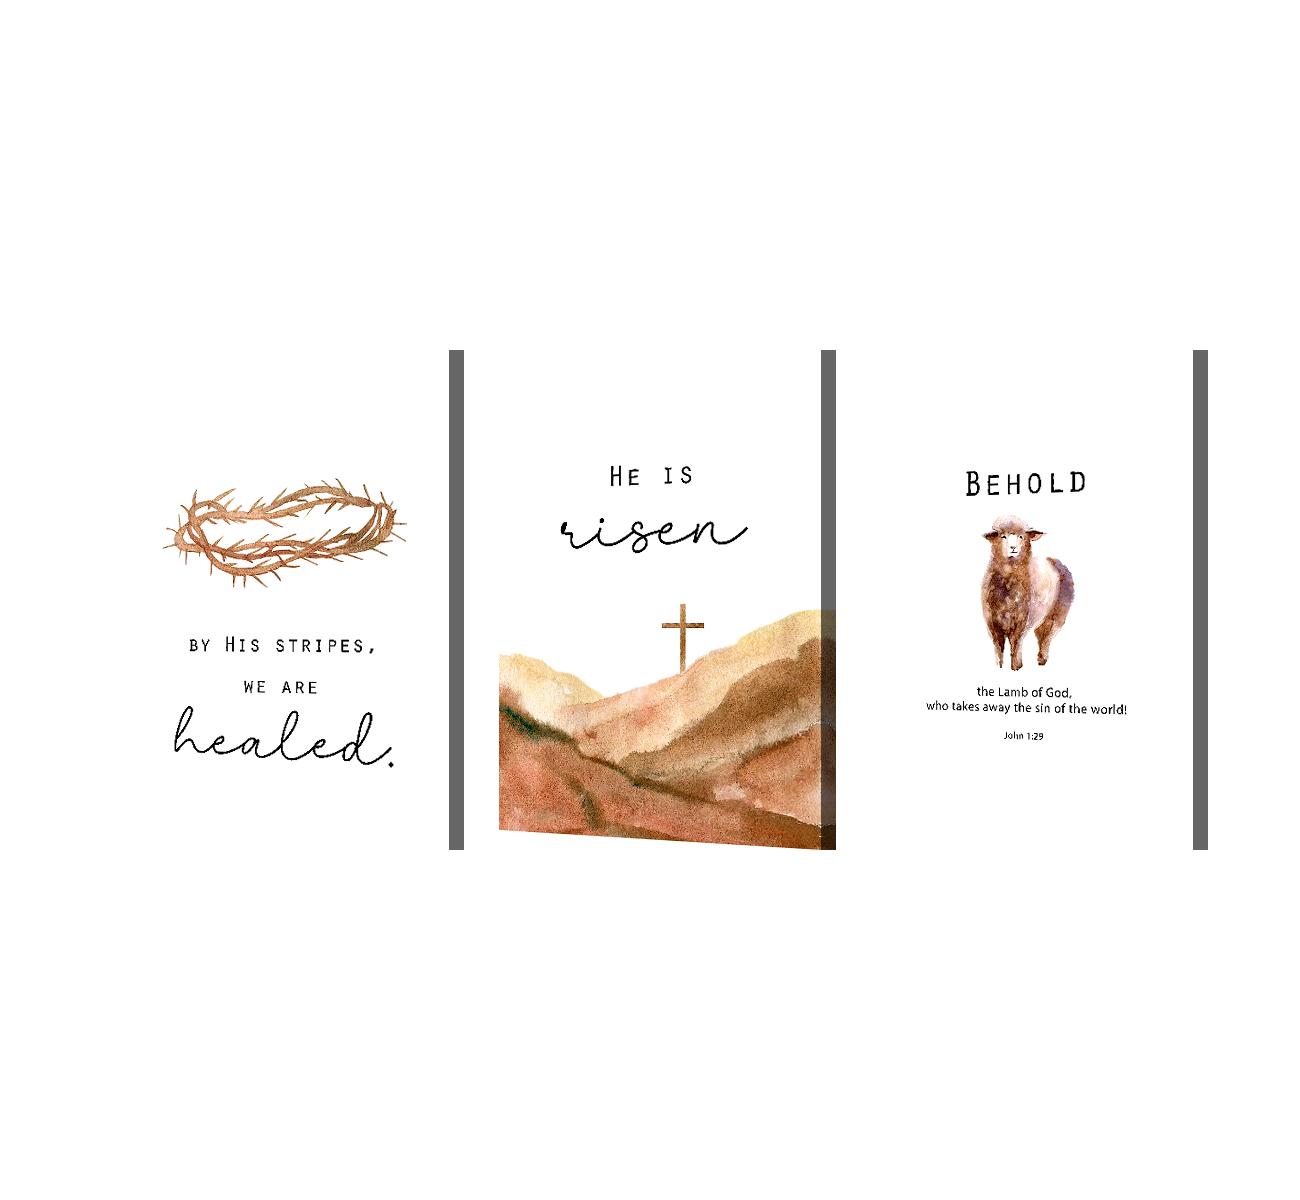 BY HIS STRIPES,
WE ARE
healed.
HE IS
risen
BEHOLD
the Lamb of God,
who takes away the sin of the world!
John 1:29